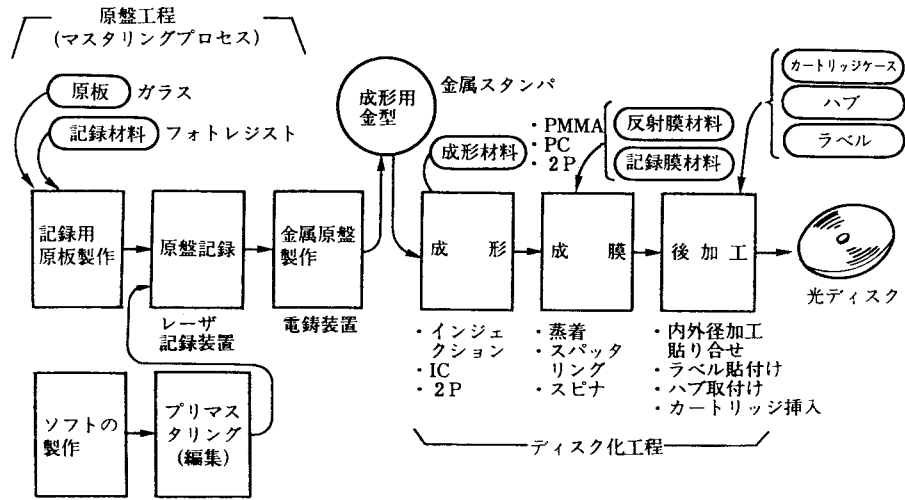 原盤工程
(マスタリングプロセス)
原板 ガラス
記録材料 フォトレジスト
記録用
原板製作
原盤記録
レーザ
記録装置
金属原盤
製作
電鋳装置
ソフトの
製作
プリマス
タリング
(編集)
成形用
金型
金属スタンパ
成形材料
・PMMA
・PC
・2P
反射膜材料
記録膜材料
カートリッジケース
ハブ
ラベル
成形
・インジェ
クション
・IC
・2P
成膜
・蒸着
・スパッタ
リング
・スピナ
後加工
・内外径加工
貼り合せ
・ラベル貼付け
・ハブ取付け
・カートリッジ挿入
光ディスク
ディスク化工程